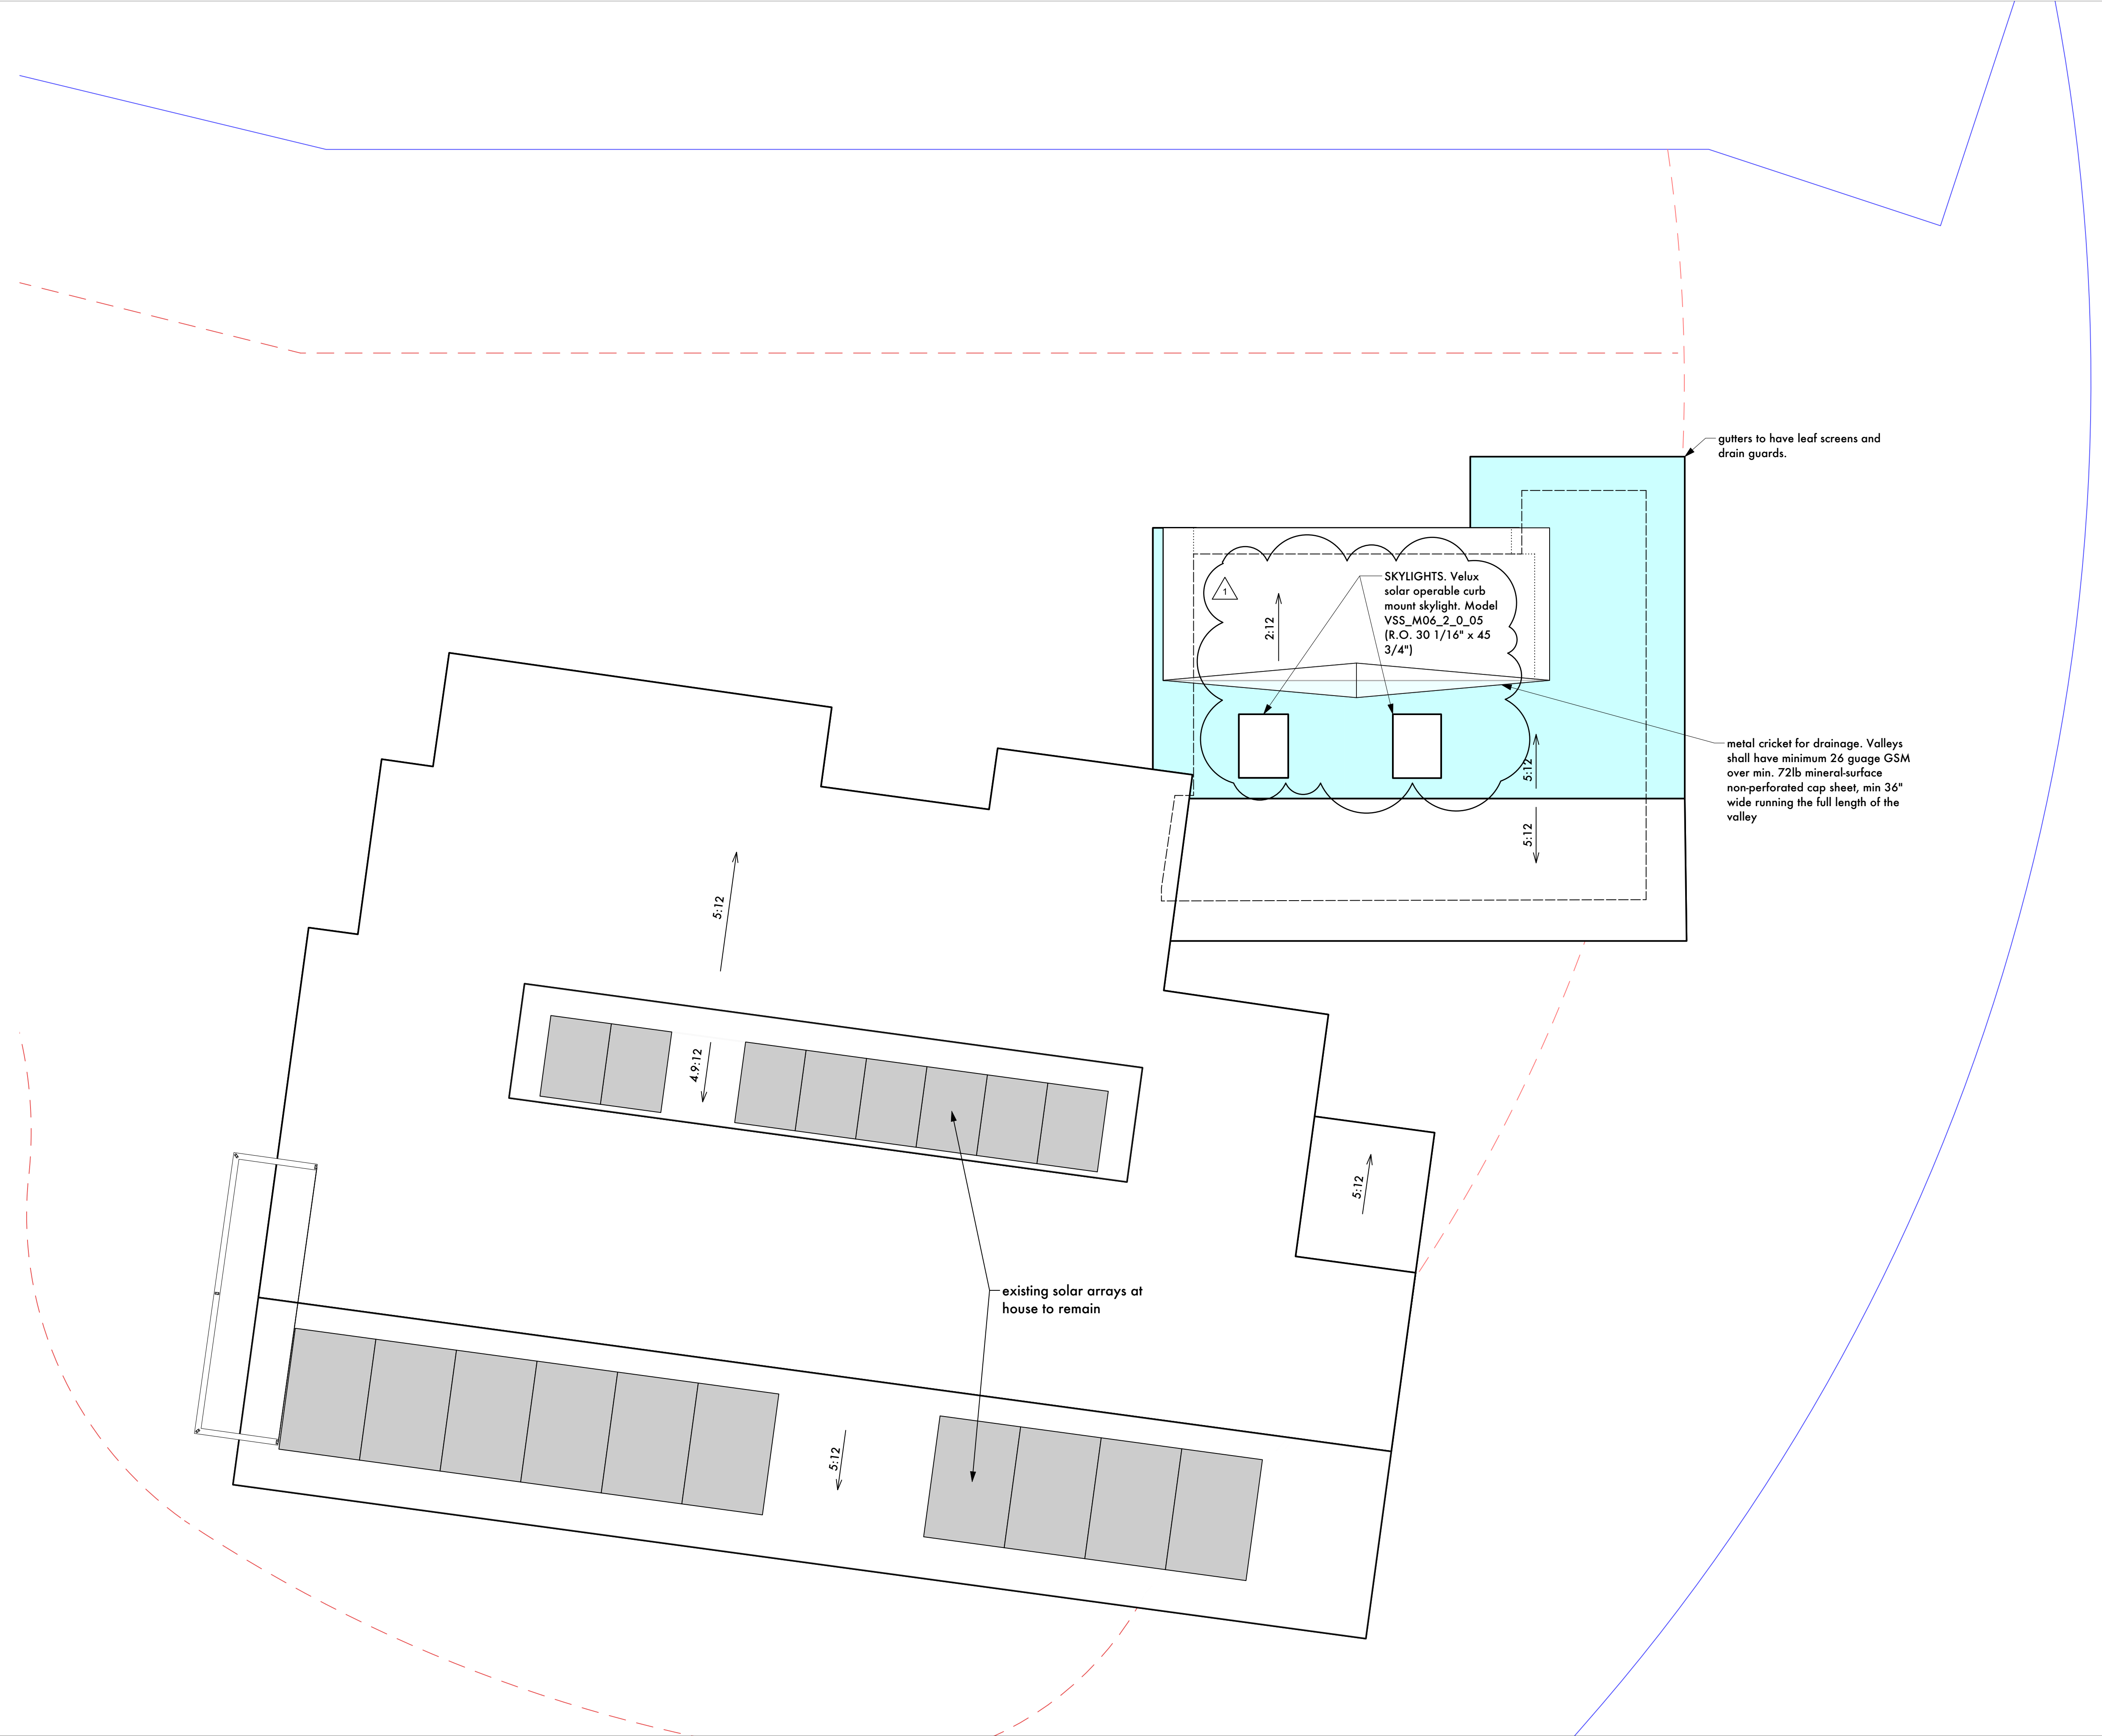 gutters to have leaf screens and
drain guards.
SKYLIGHTS. Velux
solar operable curb
mount skylight. Model
VSS_M06_2_0_05
(R.O. 30 1/16" x 45
3/4")
1
2:12
metal cricket for drainage. Valleys
shall have minimum 26 guage GSM
over min. 72lb mineral-surface
non-perforated cap sheet, min 36"
wide running the full length of the
valley
5:12
5:12
5:12
4.9:12
5:12
existing solar arrays at
house to remain
5:12